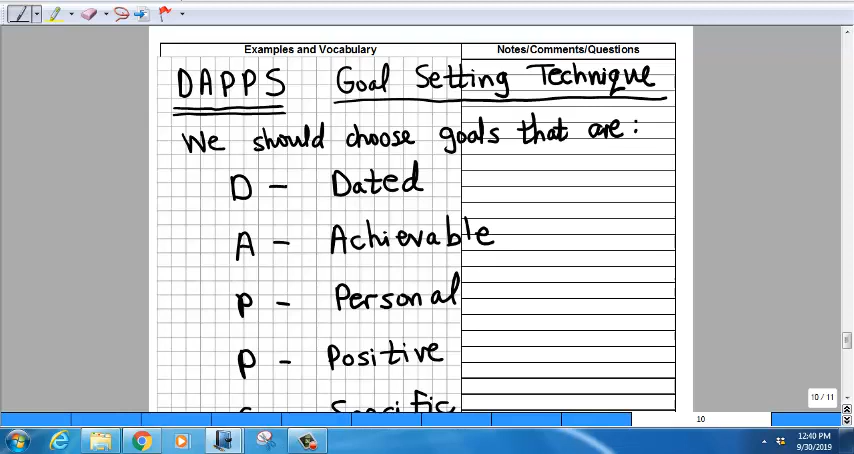 Examples and Vocabulary
Notes/Comments/Questions
DAPPS Goal Setting Technique
We should choose goals that are:
D - Dated
A - Achievable
P - Personal
P - Positive
S - Specific
10 / 11
10
12:40 PM
9/30/2019